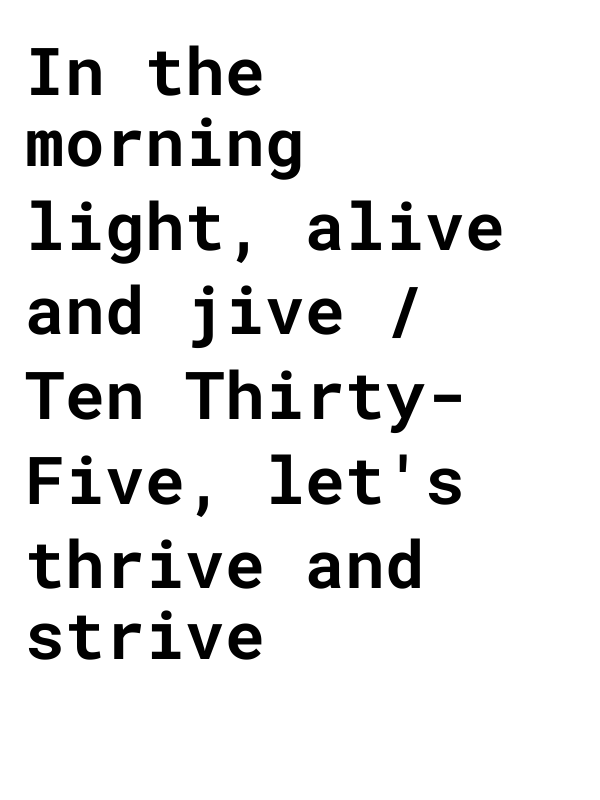 In the
morning
light, alive
and jive /
Ten Thirty-
Five, let's
thrive and
strive